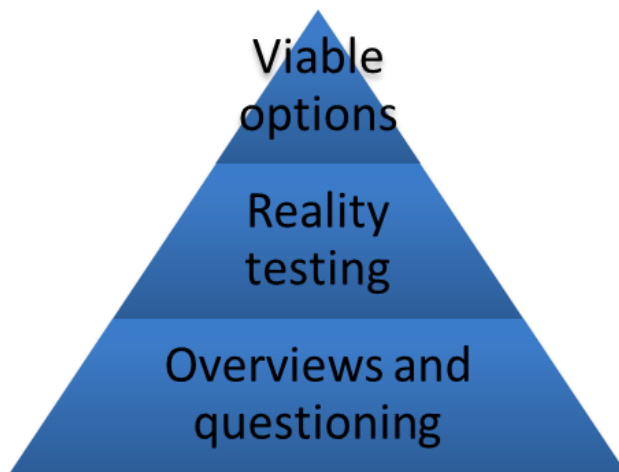 Viable
options
Reality
testing
Overviews and
questioning